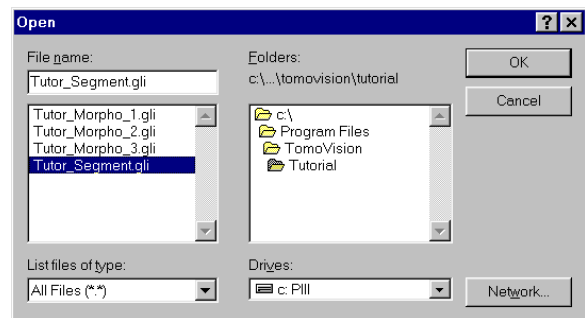 Open
File name:
Tutor_Segment.gli
Tutor_Morpho_1.gli
Tutor_Morpho_2.gli
Tutor_Morpho_3.gli
Tutor_Segment.gli
List files of type:
All Files (*.*)
Folders:
c:\...\tomovision\tutorial
c:\
Program Files
TomoVision
Tutorial
Drives:
c: PIII
OK
Cancel
Network...